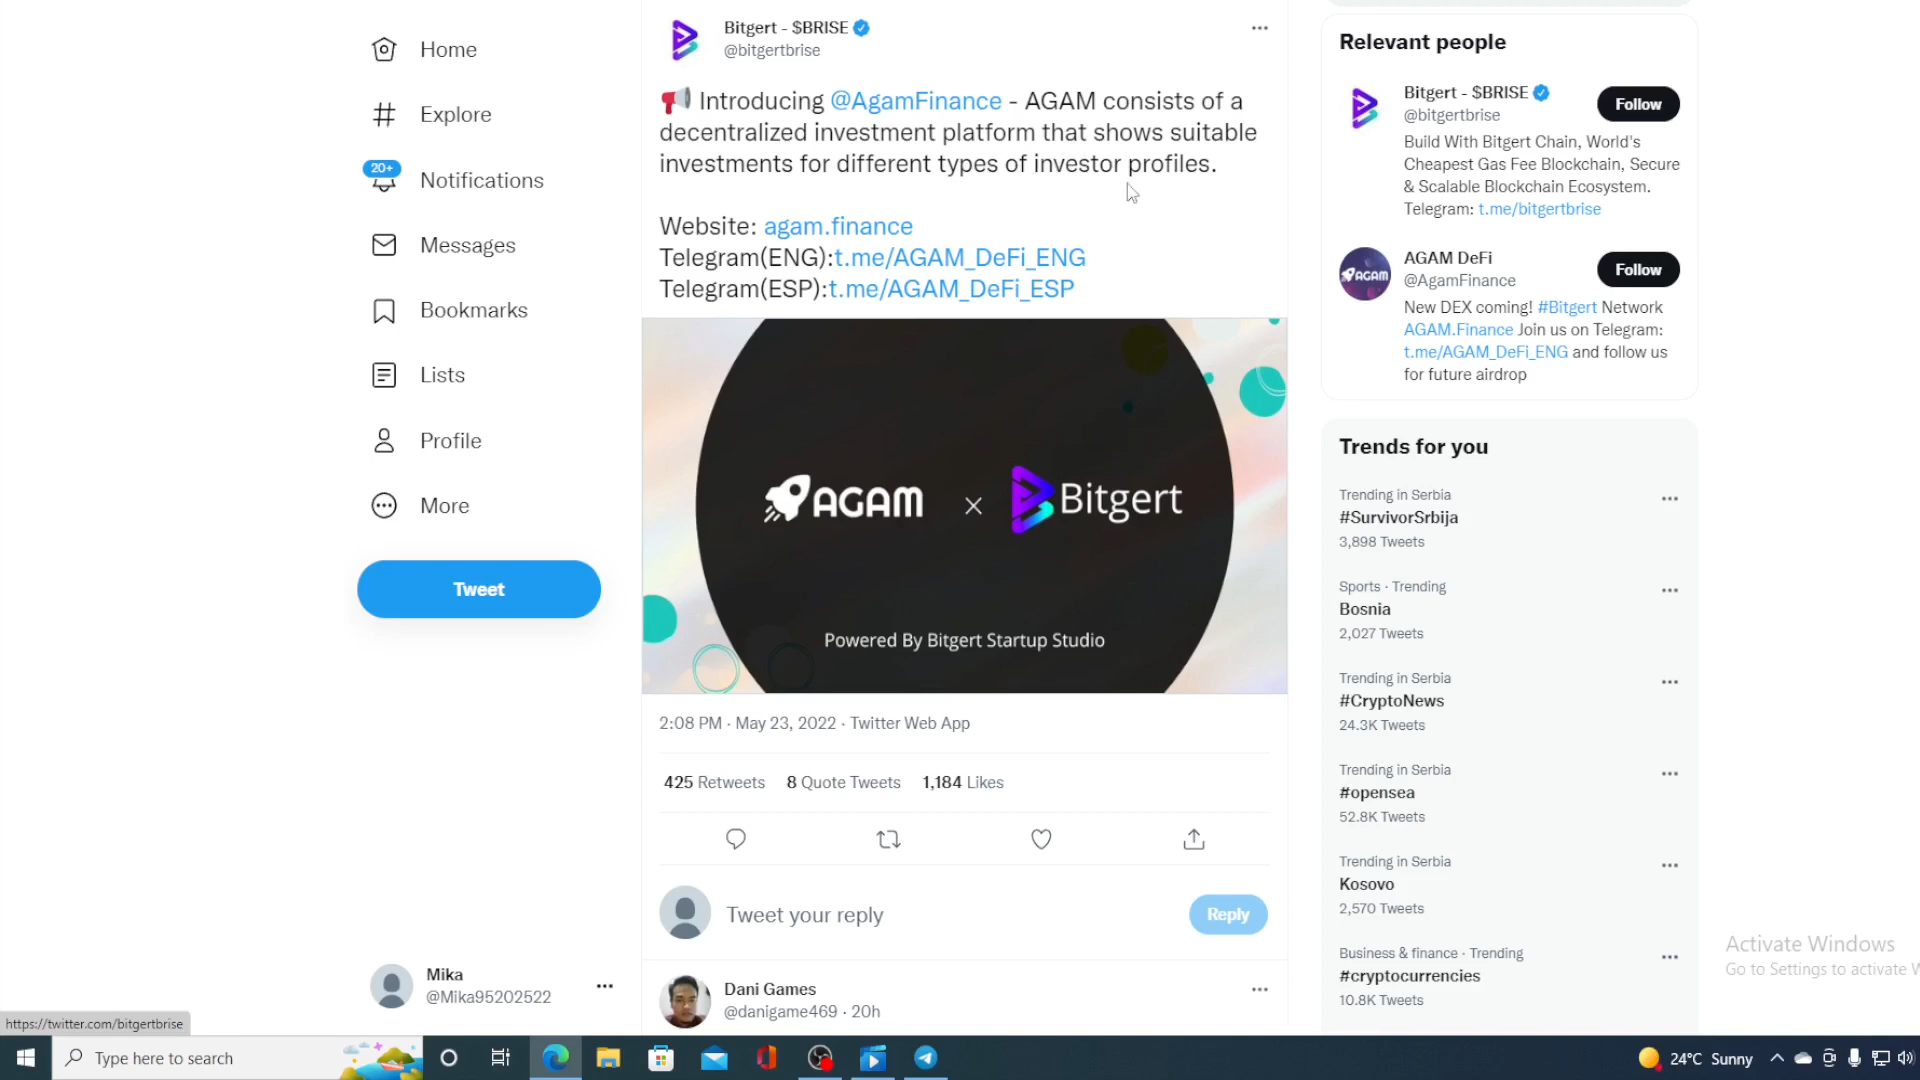 Home
Explore
20+
Notifications
Messages
Bookmarks
Lists
Profile
More
Tweet
Mika
@Mika95202522
https://twitter.com/bitgertbrise
Bitgert - $BRISE
@bitgertbrise
Introducing @AgamFinance - AGAM consists of a
decentralized investment platform that shows suitable
investments for different types of investor profiles.
Website: agam.finance
Telegram(ENG):t.me/AGAM_DeFi_ENG
Telegram(ESP):t.me/AGAM_DeFi_ESP
AGAM × Bitgert
Powered By Bitgert Startup Studio
2:08 PM · May 23, 2022 · Twitter Web App
425 Retweets 8 Quote Tweets 1,184 Likes
Tweet your reply
Reply
Dani Games
@danigame469 · 20h
Relevant people
Bitgert - $BRISE
@bitgertbrise
Follow
Build With Bitgert Chain, World's
Cheapest Gas Fee Blockchain, Secure
& Scalable Blockchain Ecosystem.
Telegram: t.me/bitgertbrise
AGAM
AGAM DeFi
@AgamFinance
Follow
New DEX coming! #Bitgert Network
AGAM.Finance Join us on Telegram:
t.me/AGAM_DeFi_ENG and follow us
for future airdrop
Trends for you
Trending in Serbia
#SurvivorSrbija
3,898 Tweets
Sports · Trending
Bosnia
2,027 Tweets
Trending in Serbia
#CryptoNews
24.3K Tweets
Trending in Serbia
#opensea
52.8K Tweets
Trending in Serbia
Kosovo
2,570 Tweets
Business & finance · Trending
#cryptocurrencies
10.8K Tweets
Activate Windows
Go to Settings to activate W
Type here to search
24°C Sunny